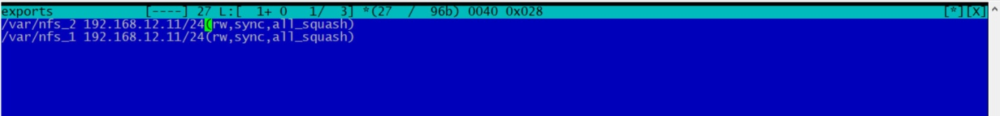 exports [----] 27 L:[ 1+ 0 1/ 3] *(27 / 96b) 0040 0x028 [*][X]
/var/nfs_2 192.168.12.11/24(rw,sync,all_squash)
/var/nfs_1 192.168.12.11/24(rw,sync,all_squash)